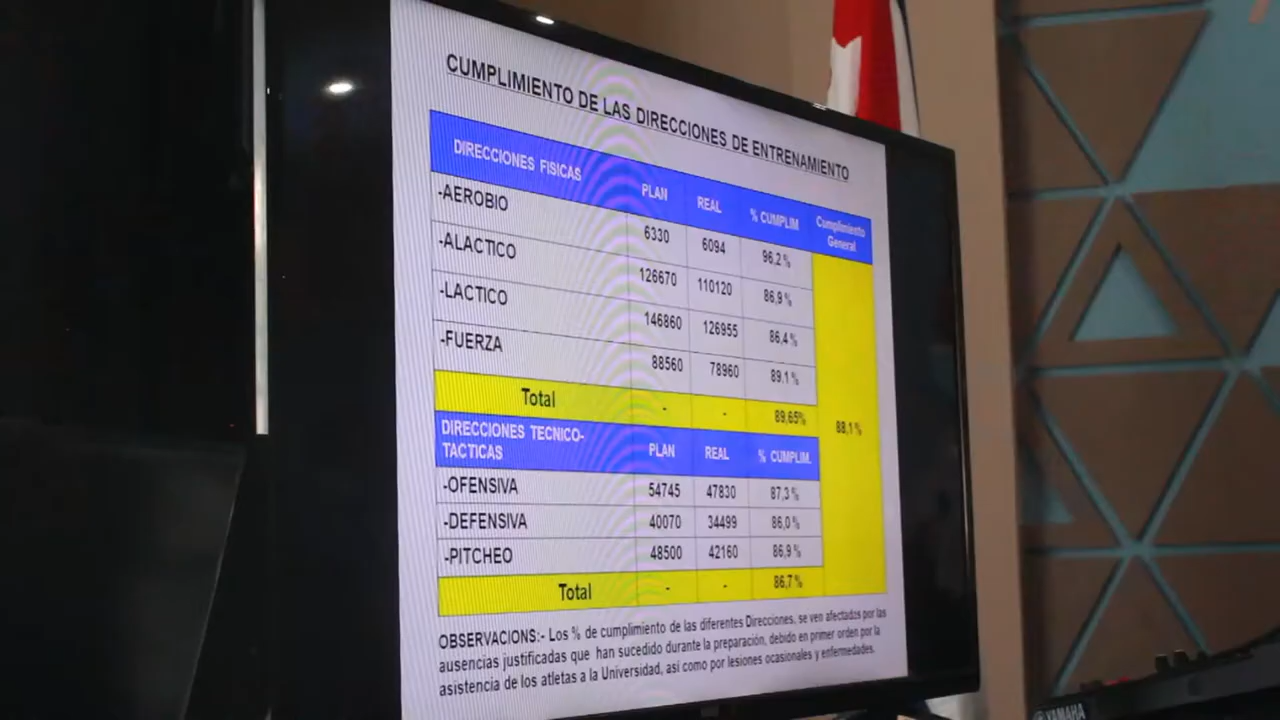 CUMPLIMIENTO DE LAS DIRECCIONES DE ENTRENAMIENTO
DIRECCIONES FISICAS PLAN REAL % CUMPLIM Cumplimiento General
-AEROBIO 6330 6094 96,2%
-ALACTICO 126670 110120 86,9%
-LACTICO 146860 126955 86,4%
-FUERZA 88560 78960 89,1%
Total - - 89,65%
88,1%
DIRECCIONES TECNICO-
TACTICAS PLAN REAL % CUMPLIM.
-OFENSIVA 54745 47830 87,3%
-DEFENSIVA 40070 34499 86,0%
-PITCHEO 48500 42160 86,9%
Total - - 86,7%
OBSERVACIONS:- Los % de cumplimiento de las diferentes Direcciones, se ven afectados por las
ausencias justificadas que han sucedido durante la preparación, debido en primer orden por la
asistencia de los atletas a la Universidad, así como por lesiones ocasionales y enfermedades.
YAMAHA